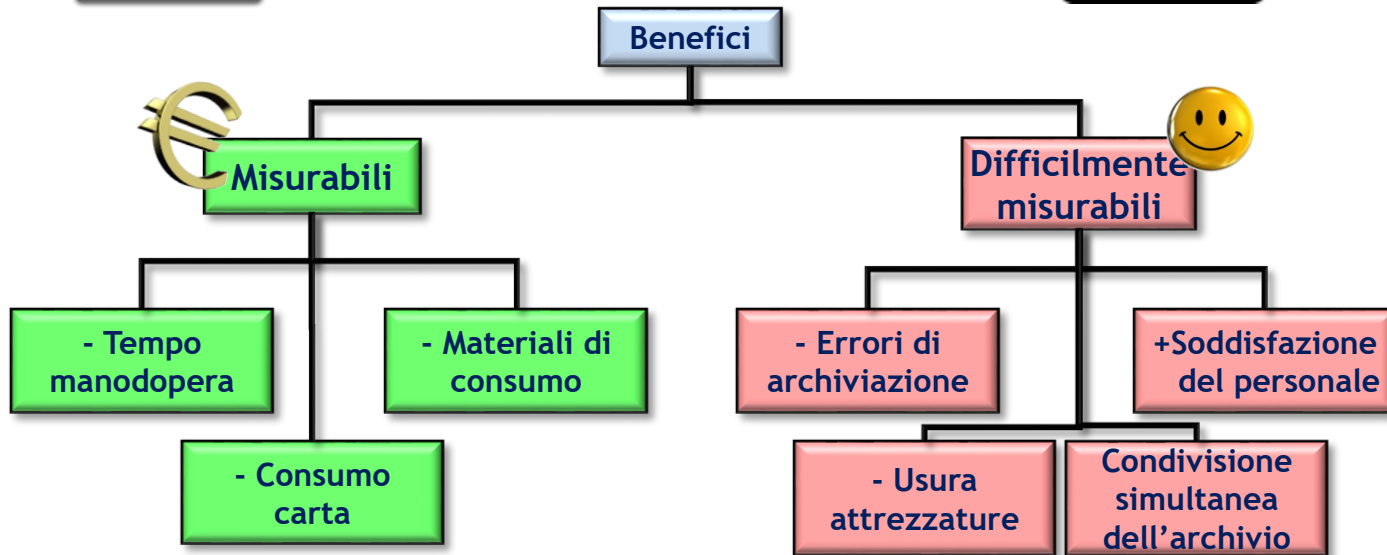 Benefici
Misurabili
Difficilmente
misurabili
- Tempo
manodopera
- Materiali di
consumo
- Errori di
archiviazione
+Soddisfazione
del personale
- Consumo
carta
- Usura
attrezzature
Condivisione
simultanea
dell'archivio